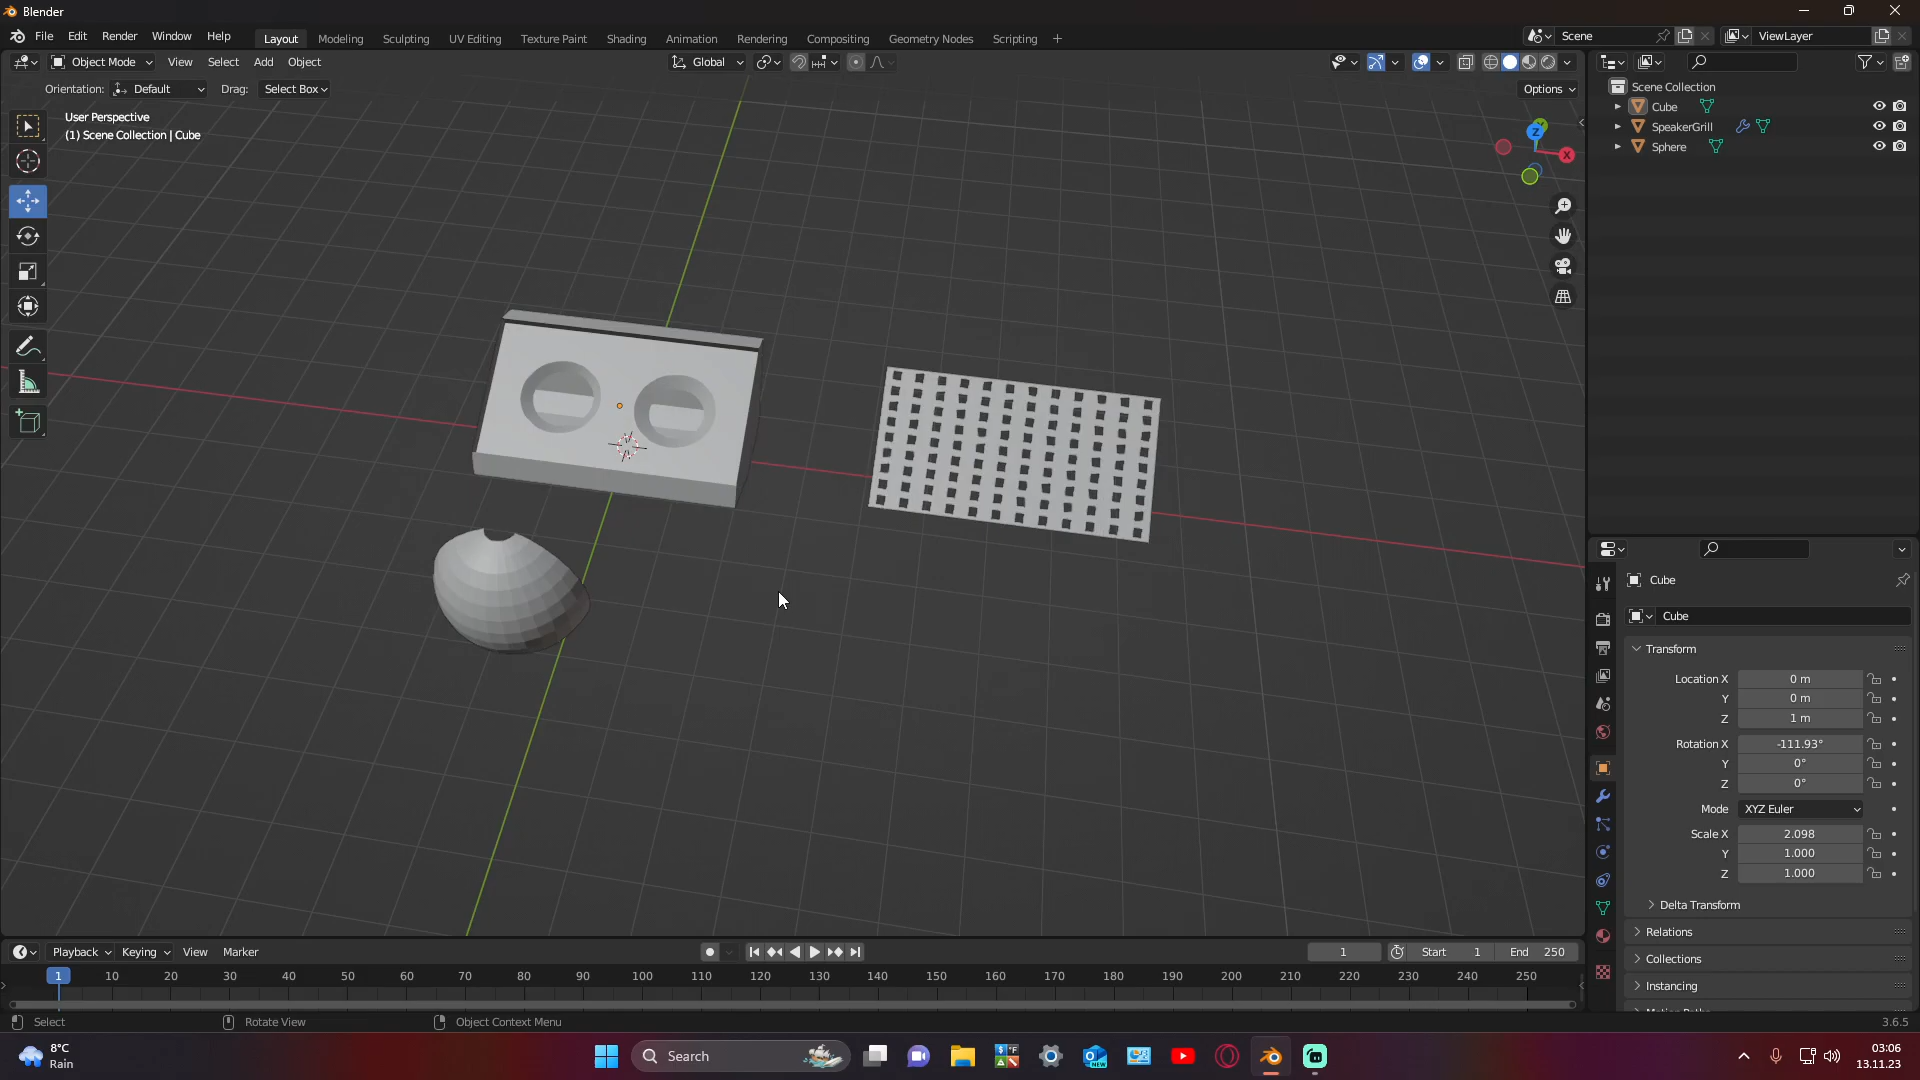 Blender
File Edit Render Window Help
Layout Modeling Sculpting UV Editing Texture Paint Shading Animation Rendering Compositing Geometry Nodes Scripting +
Scene
ViewLayer
Object Mode View Select Add Object
Global
Orientation: Default Drag: Select Box
Options
User Perspective
(1) Scene Collection | Cube
Z
X
Scene Collection
Cube
SpeakerGrill
Sphere
Cube
Cube
Transform
Location X 0 m
Y 0 m
Z 1 m
Rotation X -111.93°
Y 0°
Z 0°
Mode XYZ Euler
Scale X 2.098
Y 1.000
Z 1.000
Delta Transform
Relations
Collections
Instancing
Playback Keying View Marker
1 Start 1 End 250
1 10 20 30 40 50 60 70 80 90 100 110 120 130 140 150 160 170 180 190 200 210 220 230 240 250
Select Rotate View Object Context Menu
3.6.5
8°C
Rain
Search
NEW
03:06
13.11.23